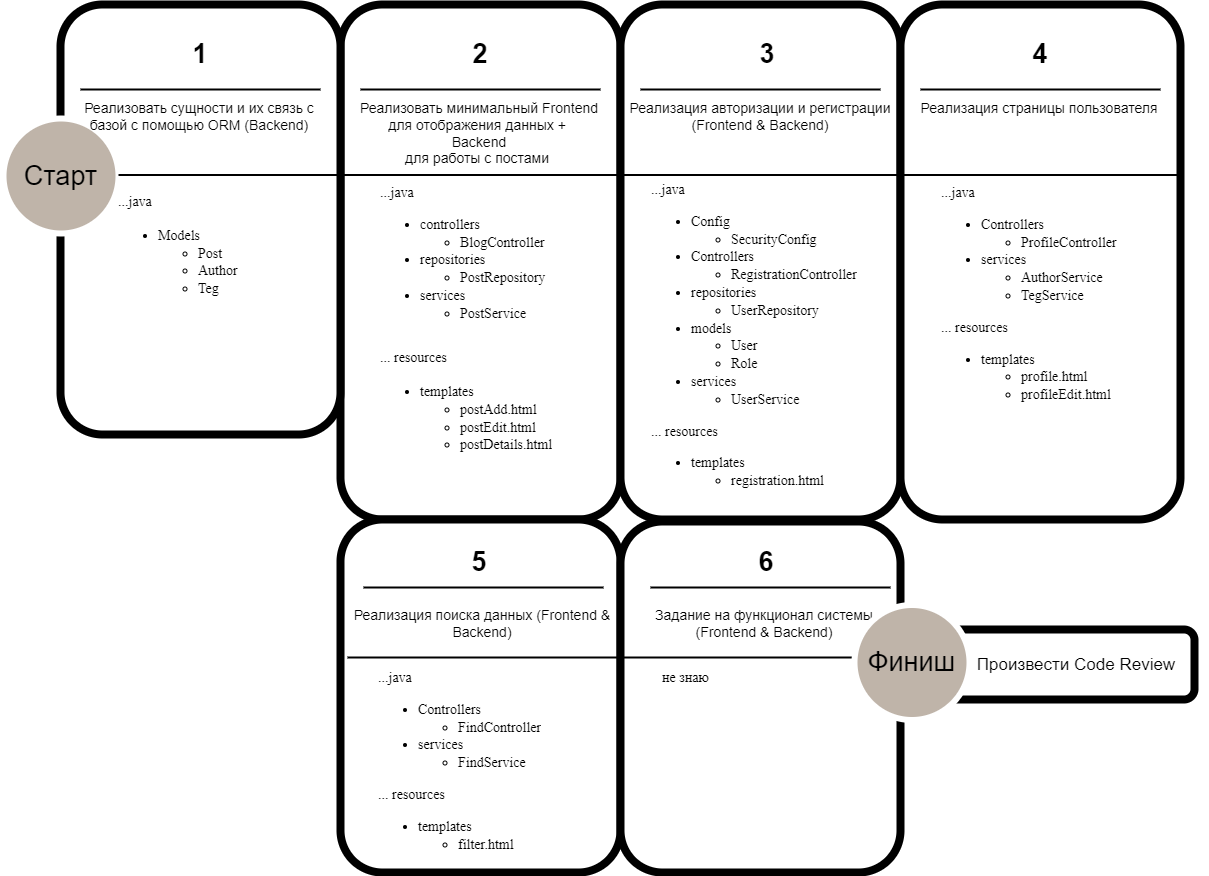 1
Реализовать сущности и их связь с
базой с помощью ORM (Backend)
Старт
...java
Models
Post
Author
Teg
2
Реализовать минимальный Frontend
для отображения данных +
Backend
для работы с постами
...java
controllers
BlogController
repositories
PostRepository
services
PostService
... resources
templates
postAdd.html
postEdit.html
postDetails.html
3
Реализация авторизации и регистрации
(Frontend & Backend)
...java
Config
SecurityConfig
Controllers
RegistrationController
repositories
UserRepository
models
User
Role
services
UserService
... resources
templates
registration.html
4
Реализация страницы пользователя
...java
Controllers
ProfileController
services
AuthorService
TegService
... resources
templates
profile.html
profileEdit.html
5
Реализация поиска данных (Frontend &
Backend)
...java
Controllers
FindController
services
FindService
... resources
templates
filter.html
6
Задание на функционал системы
(Frontend & Backend)
не знаю
Финиш
Произвести Code Review